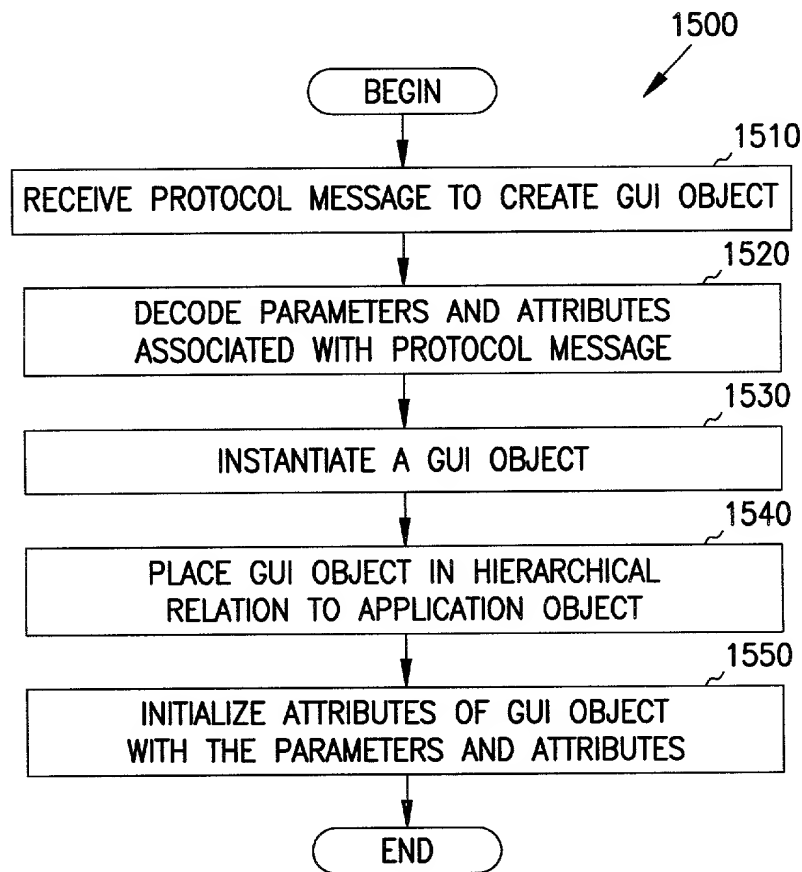 1500
BEGIN
1510
RECEIVE PROTOCOL MESSAGE TO CREATE GUI OBJECT
1520
DECODE PARAMETERS AND ATTRIBUTES
ASSOCIATED WITH PROTOCOL MESSAGE
1530
INSTANTIATE A GUI OBJECT
1540
PLACE GUI OBJECT IN HIERARCHICAL
RELATION TO APPLICATION OBJECT
1550
INITIALIZE ATTRIBUTES OF GUI OBJECT
WITH THE PARAMETERS AND ATTRIBUTES
END